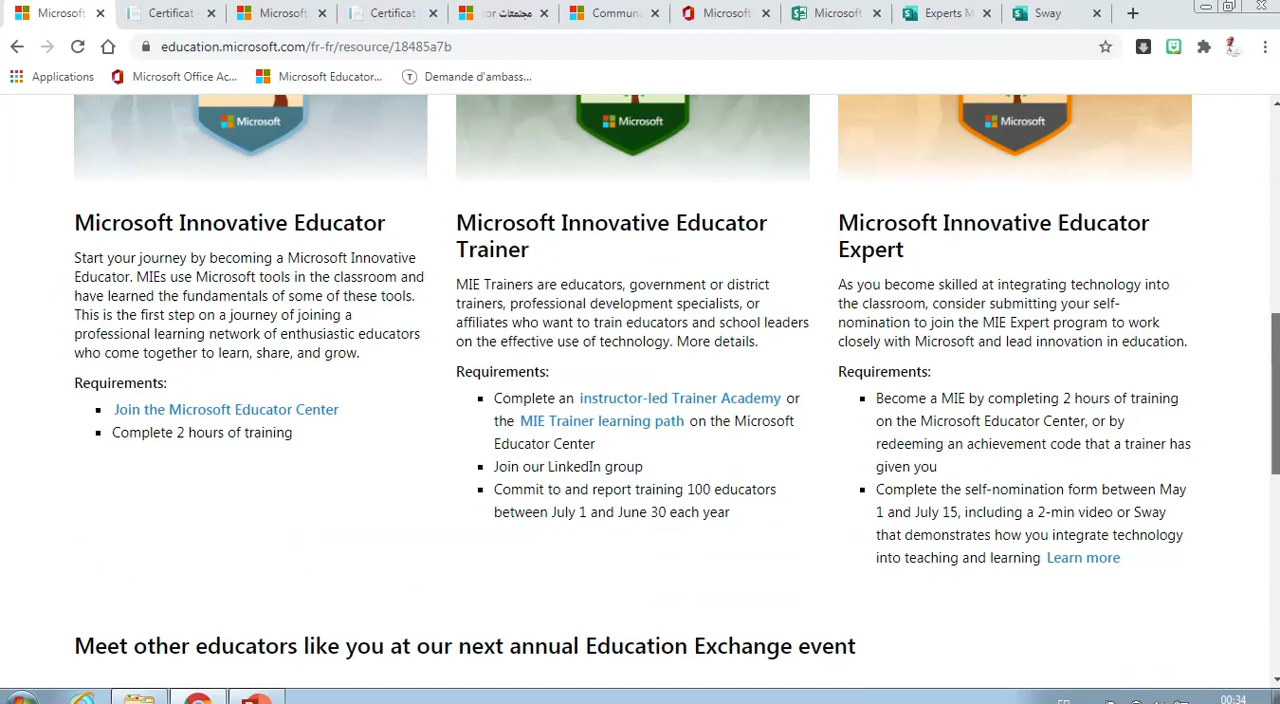 Microsoft
Certificat
Microsoft
Certificat
مجتمعات or
Commun
Microsoft
Microsoft
Experts M
Sway
education.microsoft.com/fr-fr/resource/18485a7b
Applications
Microsoft Office Ac...
Microsoft Educator...
Demande d'ambass...
Microsoft
Microsoft
Microsoft
Microsoft Innovative Educator
Start your journey by becoming a Microsoft Innovative
Educator. MIEs use Microsoft tools in the classroom and
have learned the fundamentals of some of these tools.
This is the first step on a journey of joining a
professional learning network of enthusiastic educators
who come together to learn, share, and grow.
Requirements:
Join the Microsoft Educator Center
Complete 2 hours of training
Microsoft Innovative Educator
Trainer
MIE Trainers are educators, government or district
trainers, professional development specialists, or
affiliates who want to train educators and school leaders
on the effective use of technology. More details.
Requirements:
Complete an instructor-led Trainer Academy or
the MIE Trainer learning path on the Microsoft
Educator Center
Join our LinkedIn group
Commit to and report training 100 educators
between July 1 and June 30 each year
Microsoft Innovative Educator
Expert
As you become skilled at integrating technology into
the classroom, consider submitting your self-
nomination to join the MIE Expert program to work
closely with Microsoft and lead innovation in education.
Requirements:
Become a MIE by completing 2 hours of training
on the Microsoft Educator Center, or by
redeeming an achievement code that a trainer has
given you
Complete the self-nomination form between May
1 and July 15, including a 2-min video or Sway
that demonstrates how you integrate technology
into teaching and learning Learn more
Meet other educators like you at our next annual Education Exchange event
FR
00:34